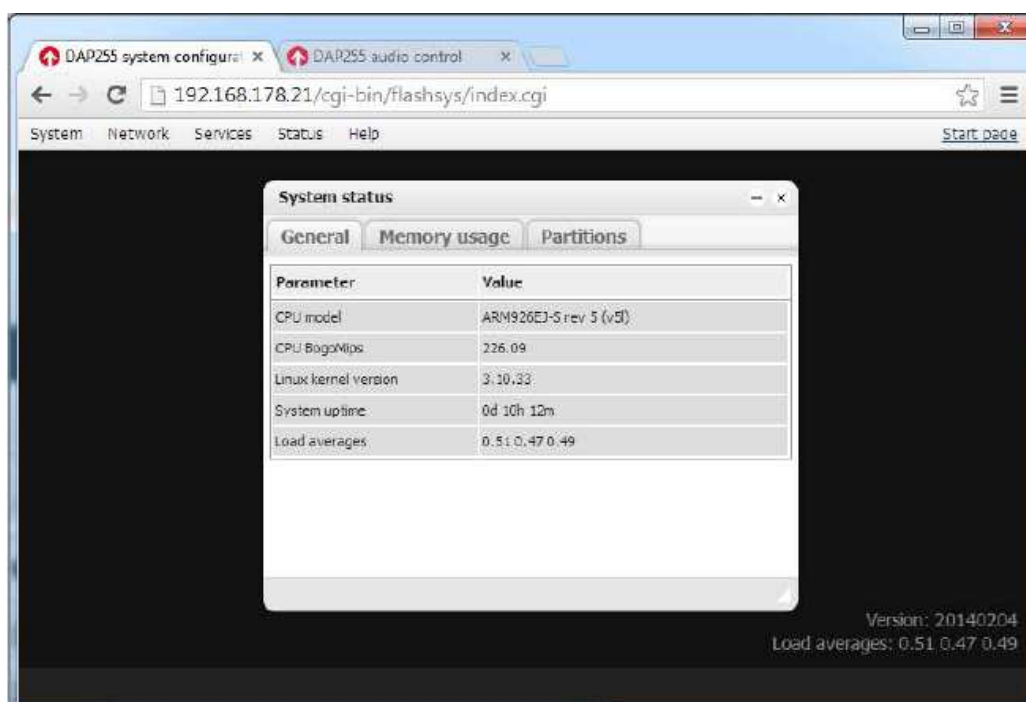 DAP255 system configurat
DAP255 audio control
192.168.178.21/cgi-bin/flashsys/index.cgi
System Network Services Status Help Start page
System status
General Memory usage Partitions
Parameter Value
CPU model ARM926EJ-S rev 5 (v5l)
CPU BogoMips 226.09
Linux kernel version 3.10.33
System uptime 0d 10h 12m
Load averages 0.51 0.47 0.49
Version: 20140204
Load averages: 0.51 0.47 0.49